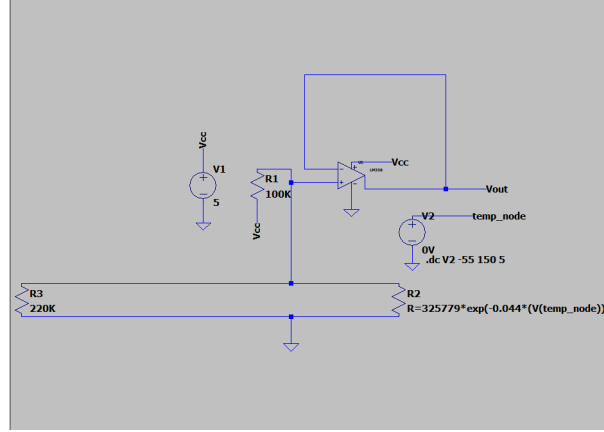 Vcc
V1
5
R1
100K
Vcc
U1
Vcc
LM358
Vout
V2
temp_node
0V
.dc V2 -55 150 5
R3
220K
R2
R=325779*exp(-0.044*(V(temp_node))